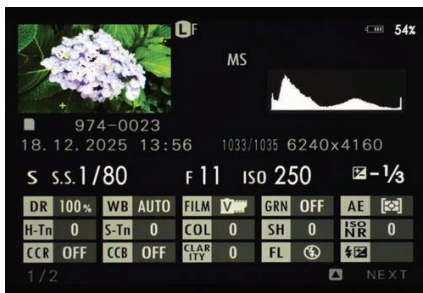 L F 54%
MS
974-0023
18.12.2025 13:56 1033/1035 6240x4160
S S.S.1/80 F 11 ISO 250 -1/3
DR 100% WB AUTO FILM V GRN OFF AE
H-Tn 0 S-Tn 0 COL 0 SH 0 ISO NR 0
CCR OFF CCB OFF CLARITY 0 FL
1/2 NEXT